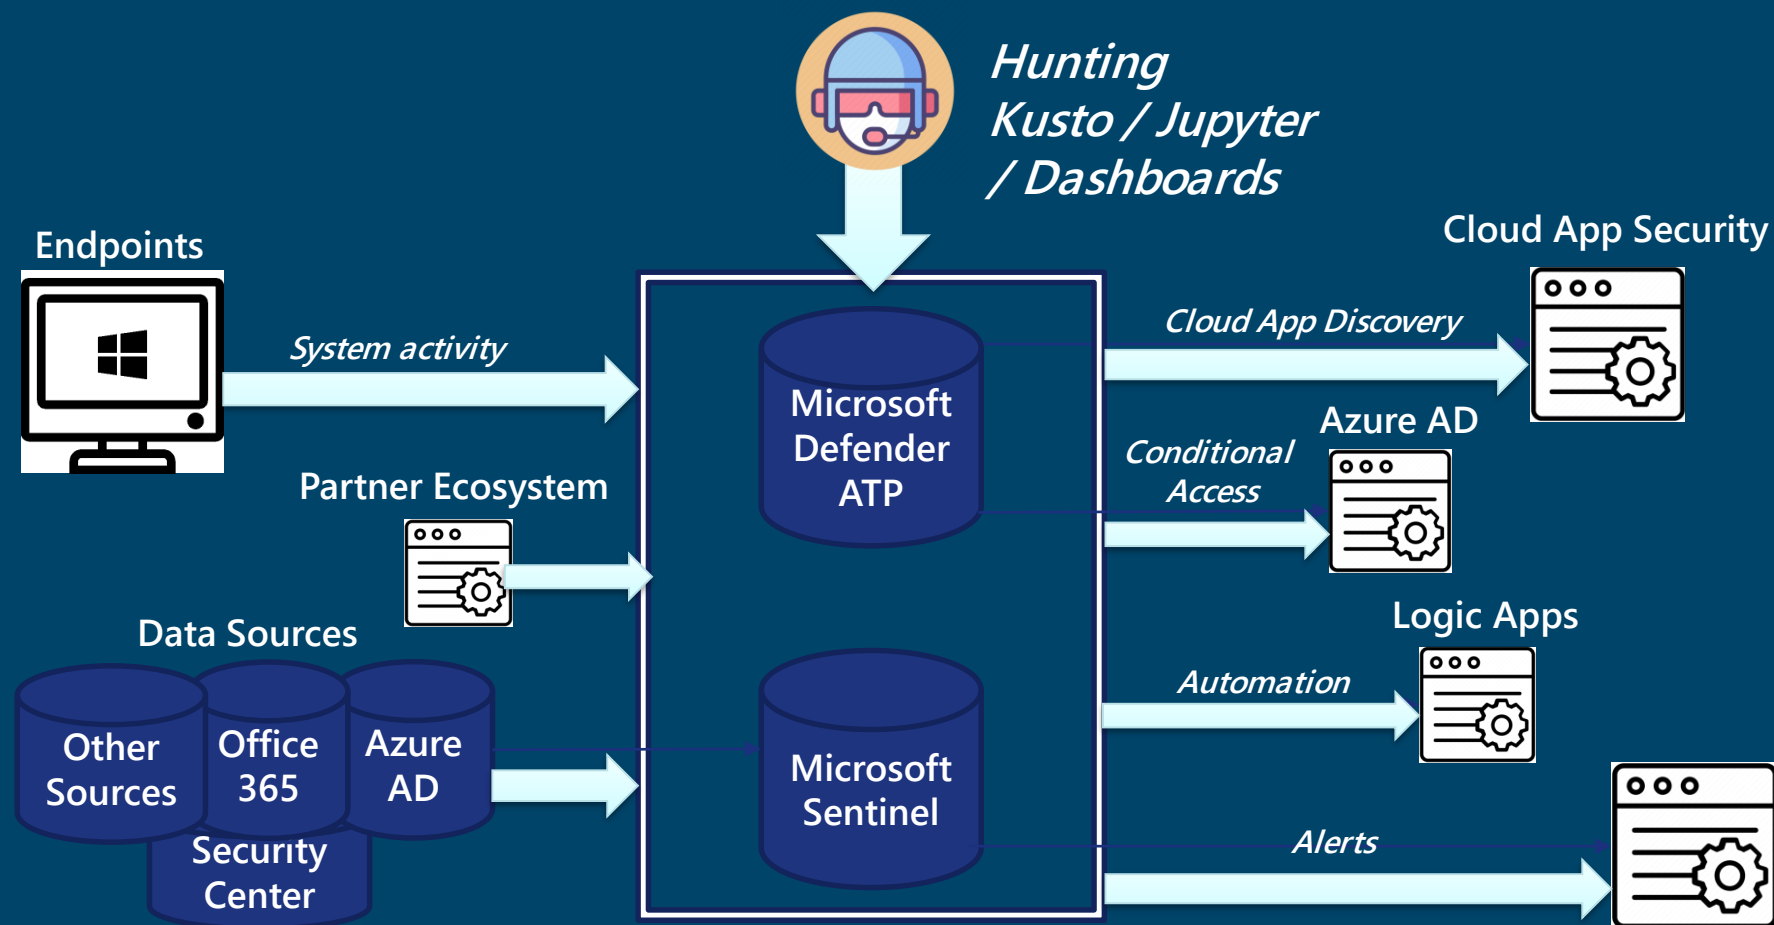 Hunting
Kusto / Jupyter
/ Dashboards
Endpoints
System activity
Partner Ecosystem
Data Sources
Other
Sources
Office
365
Azure
AD
Security
Center
Microsoft
Defender
ATP
Microsoft
Sentinel
Cloud App Security
Cloud App Discovery
Azure AD
Conditional
Access
Logic Apps
Automation
Alerts